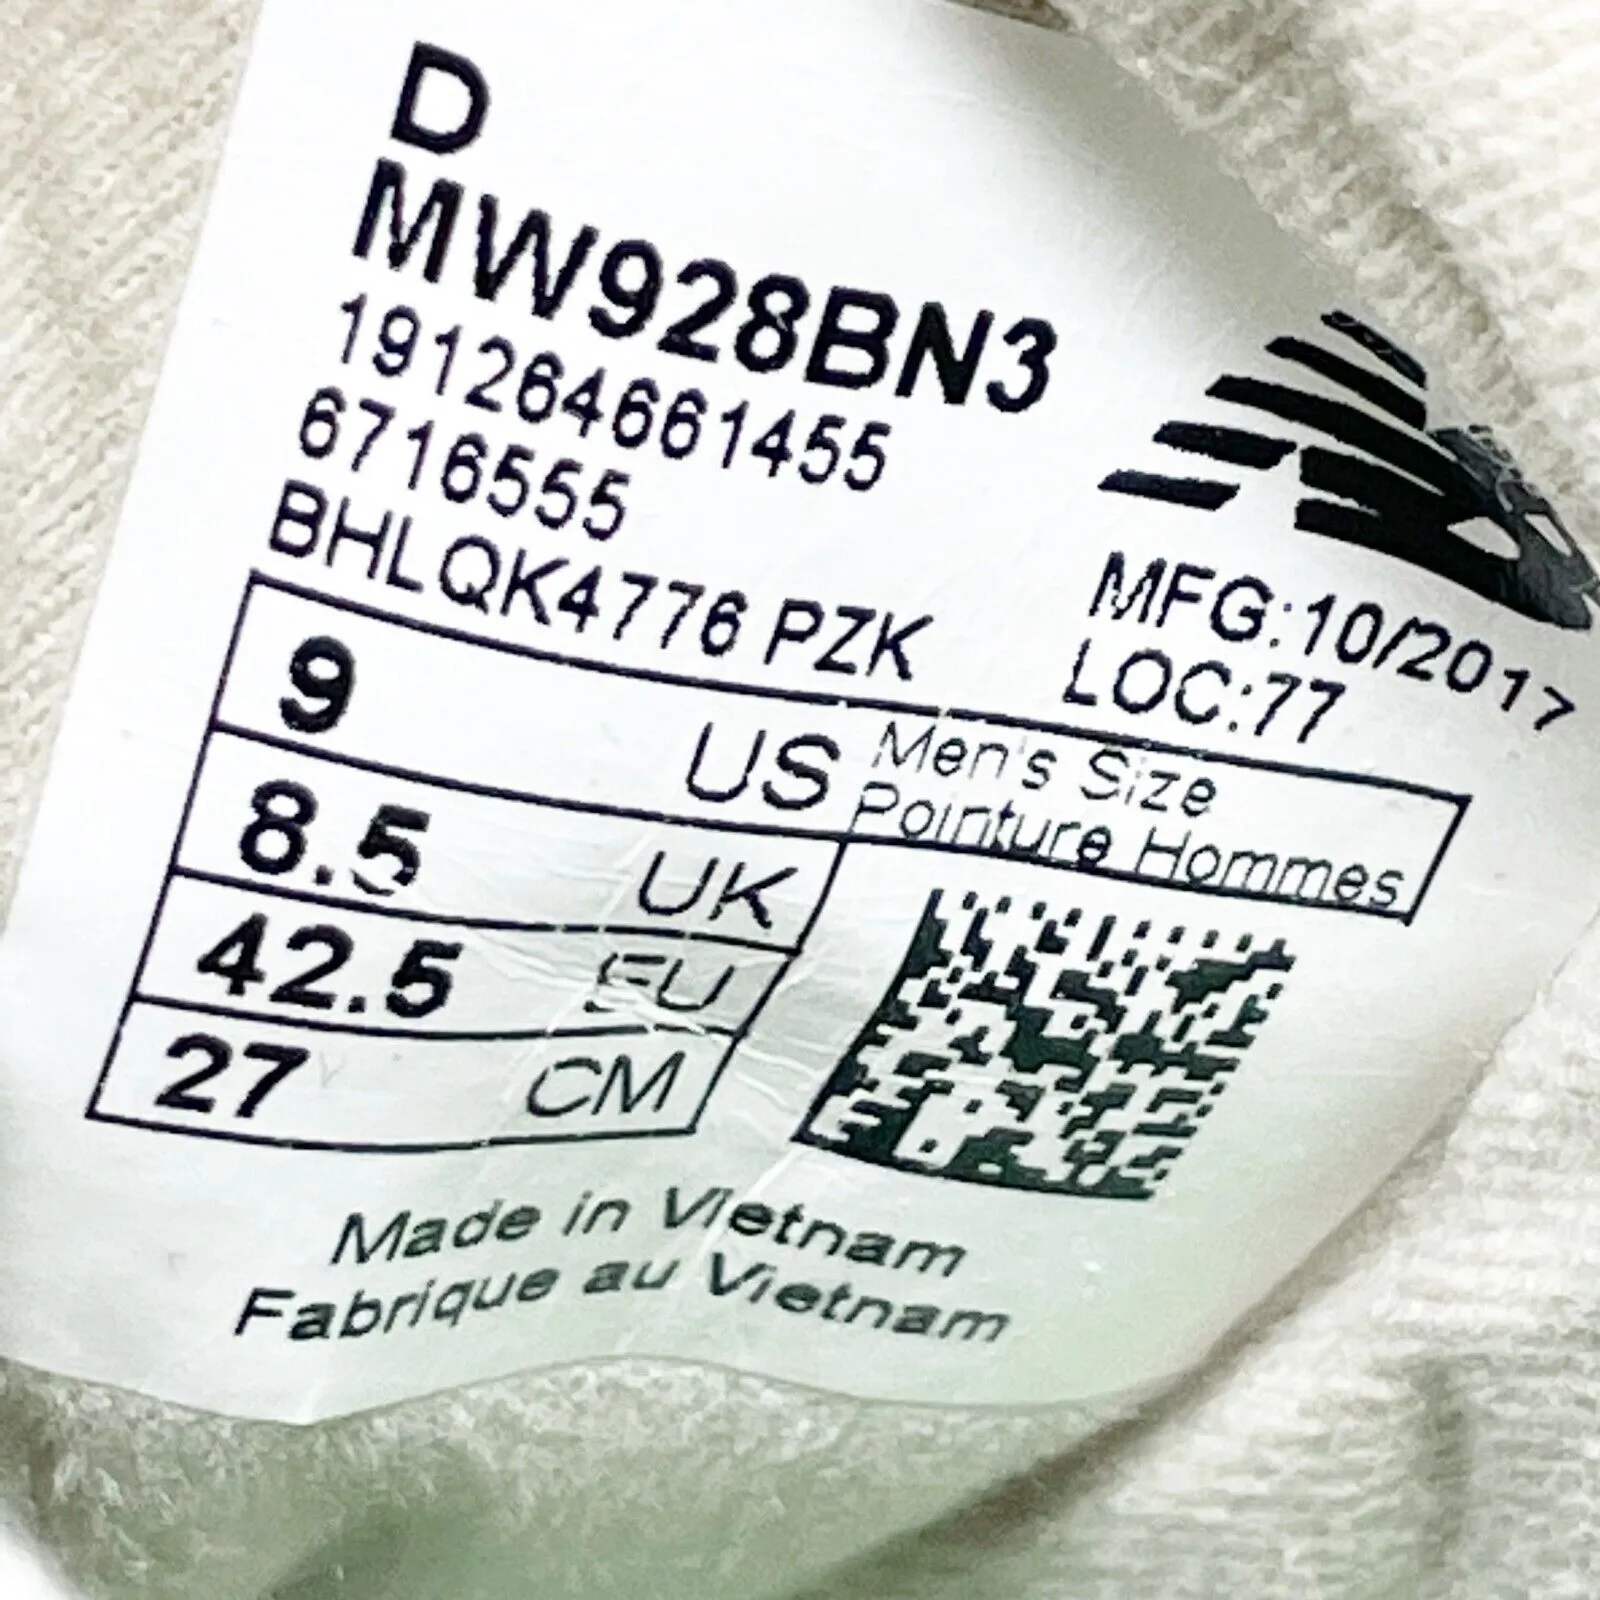 D
MW928BN3
191264661455
6716555
BHLQK4776 PZK
MFG:10/2017
LOC:77
9 US Men's Size
Pointure Hommes
8.5 UK
42.5 EU
27 CM
Made in Vietnam
Fabrique au Vietnam